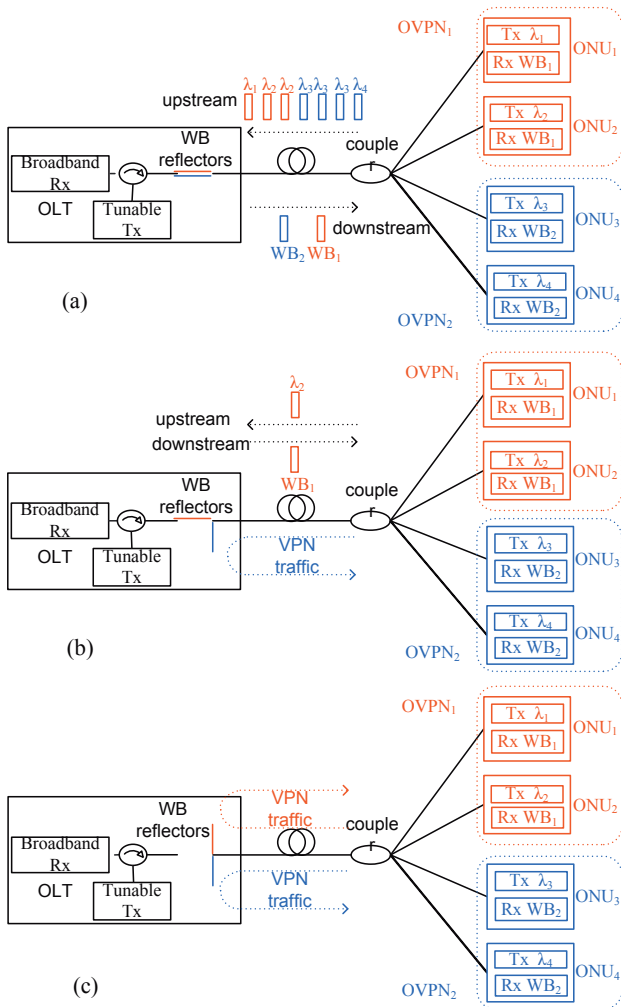 OVPN₁
Tx λ₁
Rx WB₁
ONU₁
λ₁ λ₂ λ₂ λ₃ λ₃ λ₃ λ₄
upstream
WB
reflectors
couple
r
Tx λ₂
Rx WB₁
ONU₂
Broadband
Rx
OLT
Tunable
Tx
downstream
WB₂ WB₁
Tx λ₃
Rx WB₂
ONU₃
Tx λ₄
Rx WB₂
ONU₄
OVPN₂
(a)
OVPN₁
Tx λ₁
Rx WB₁
ONU₁
λ₂
upstream
downstream
WB₁
WB
reflectors
couple
r
Tx λ₂
Rx WB₁
ONU₂
Broadband
Rx
OLT
Tunable
Tx
VPN
traffic
Tx λ₃
Rx WB₂
ONU₃
Tx λ₄
Rx WB₂
ONU₄
OVPN₂
(b)
OVPN₁
Tx λ₁
Rx WB₁
ONU₁
WB
reflectors
VPN
traffic
couple
r
Tx λ₂
Rx WB₁
ONU₂
Broadband
Rx
OLT
Tunable
Tx
VPN
traffic
Tx λ₃
Rx WB₂
ONU₃
Tx λ₄
Rx WB₂
ONU₄
OVPN₂
(c)